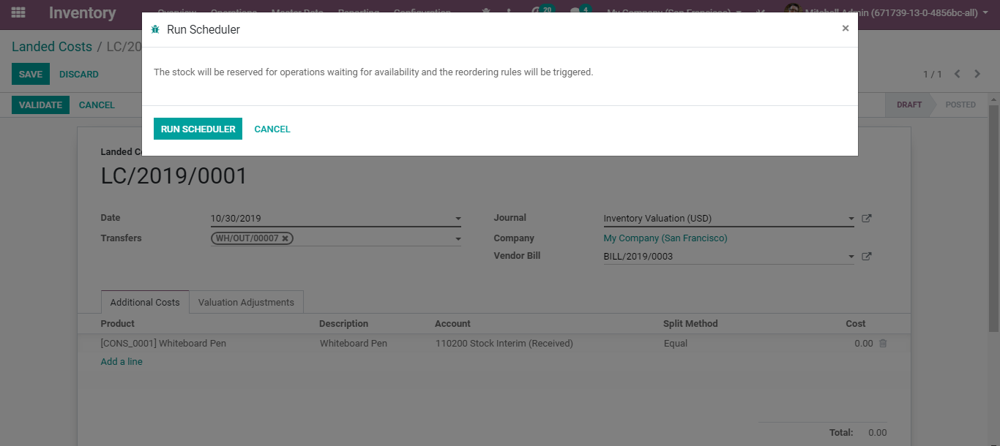 Inventory Overview Operations Master Data Reporting Configuration 20 4 My Company (San Francisco) Mitchell Admin (671739-13-0-4856bc-all)
Run Scheduler ×
Landed Costs / LC/20
The stock will be reserved for operations waiting for availability and the reordering rules will be triggered.
SAVE DISCARD 1 / 1
VALIDATE CANCEL DRAFT POSTED
RUN SCHEDULER CANCEL
Landed Co
LC/2019/0001
Date 10/30/2019 Journal Inventory Valuation (USD)
Transfers WH/OUT/00007 Company My Company (San Francisco)
Vendor Bill BILL/2019/0003
Additional Costs Valuation Adjustments
Product Description Account Split Method Cost
[CONS_0001] Whiteboard Pen Whiteboard Pen 110200 Stock Interim (Received) Equal 0.00
Add a line
Total: 0.00